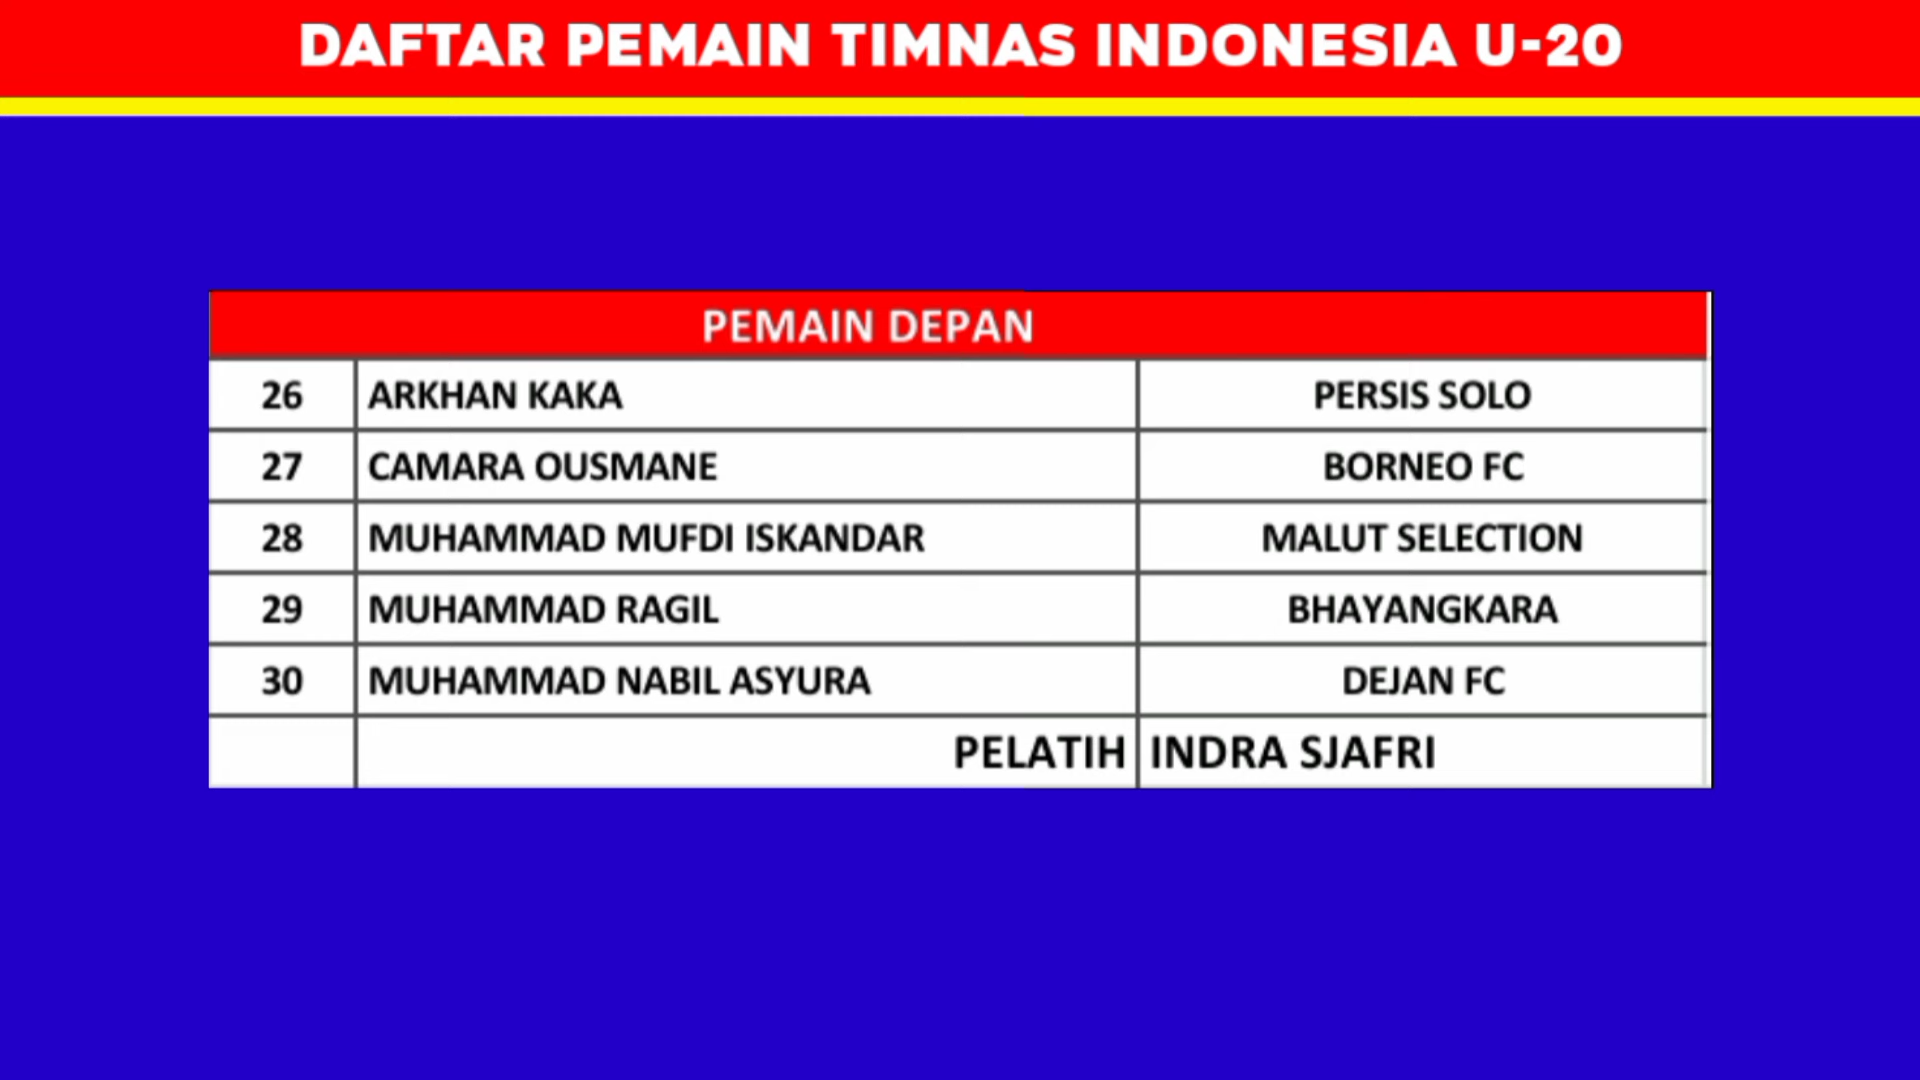 DAFTAR PEMAIN TIMNAS INDONESIA U-20
PEMAIN DEPAN
26 ARKHAN KAKA PERSIS SOLO
27 CAMARA OUSMANE BORNEO FC
28 MUHAMMAD MUFDI ISKANDAR MALUT SELECTION
29 MUHAMMAD RAGIL BHAYANGKARA
30 MUHAMMAD NABIL ASYURA DEJAN FC
PELATIH INDRA SJAFRI